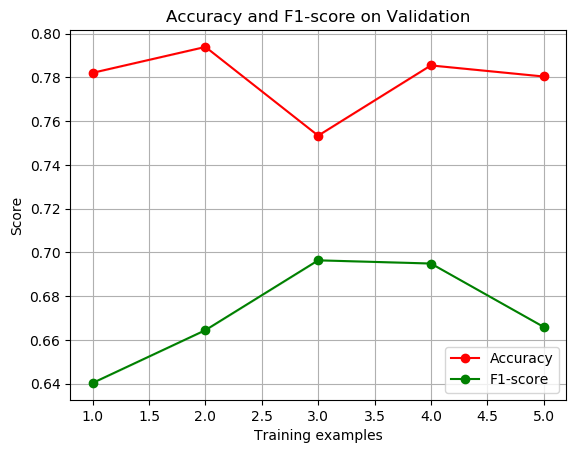 Accuracy and F1-score on Validation
0.80
0.78
0.76
0.74
0.72
0.70
0.68
0.66
0.64
Score
Accuracy
F1-score
1.0 1.5 2.0 2.5 3.0 3.5 4.0 4.5 5.0
Training examples